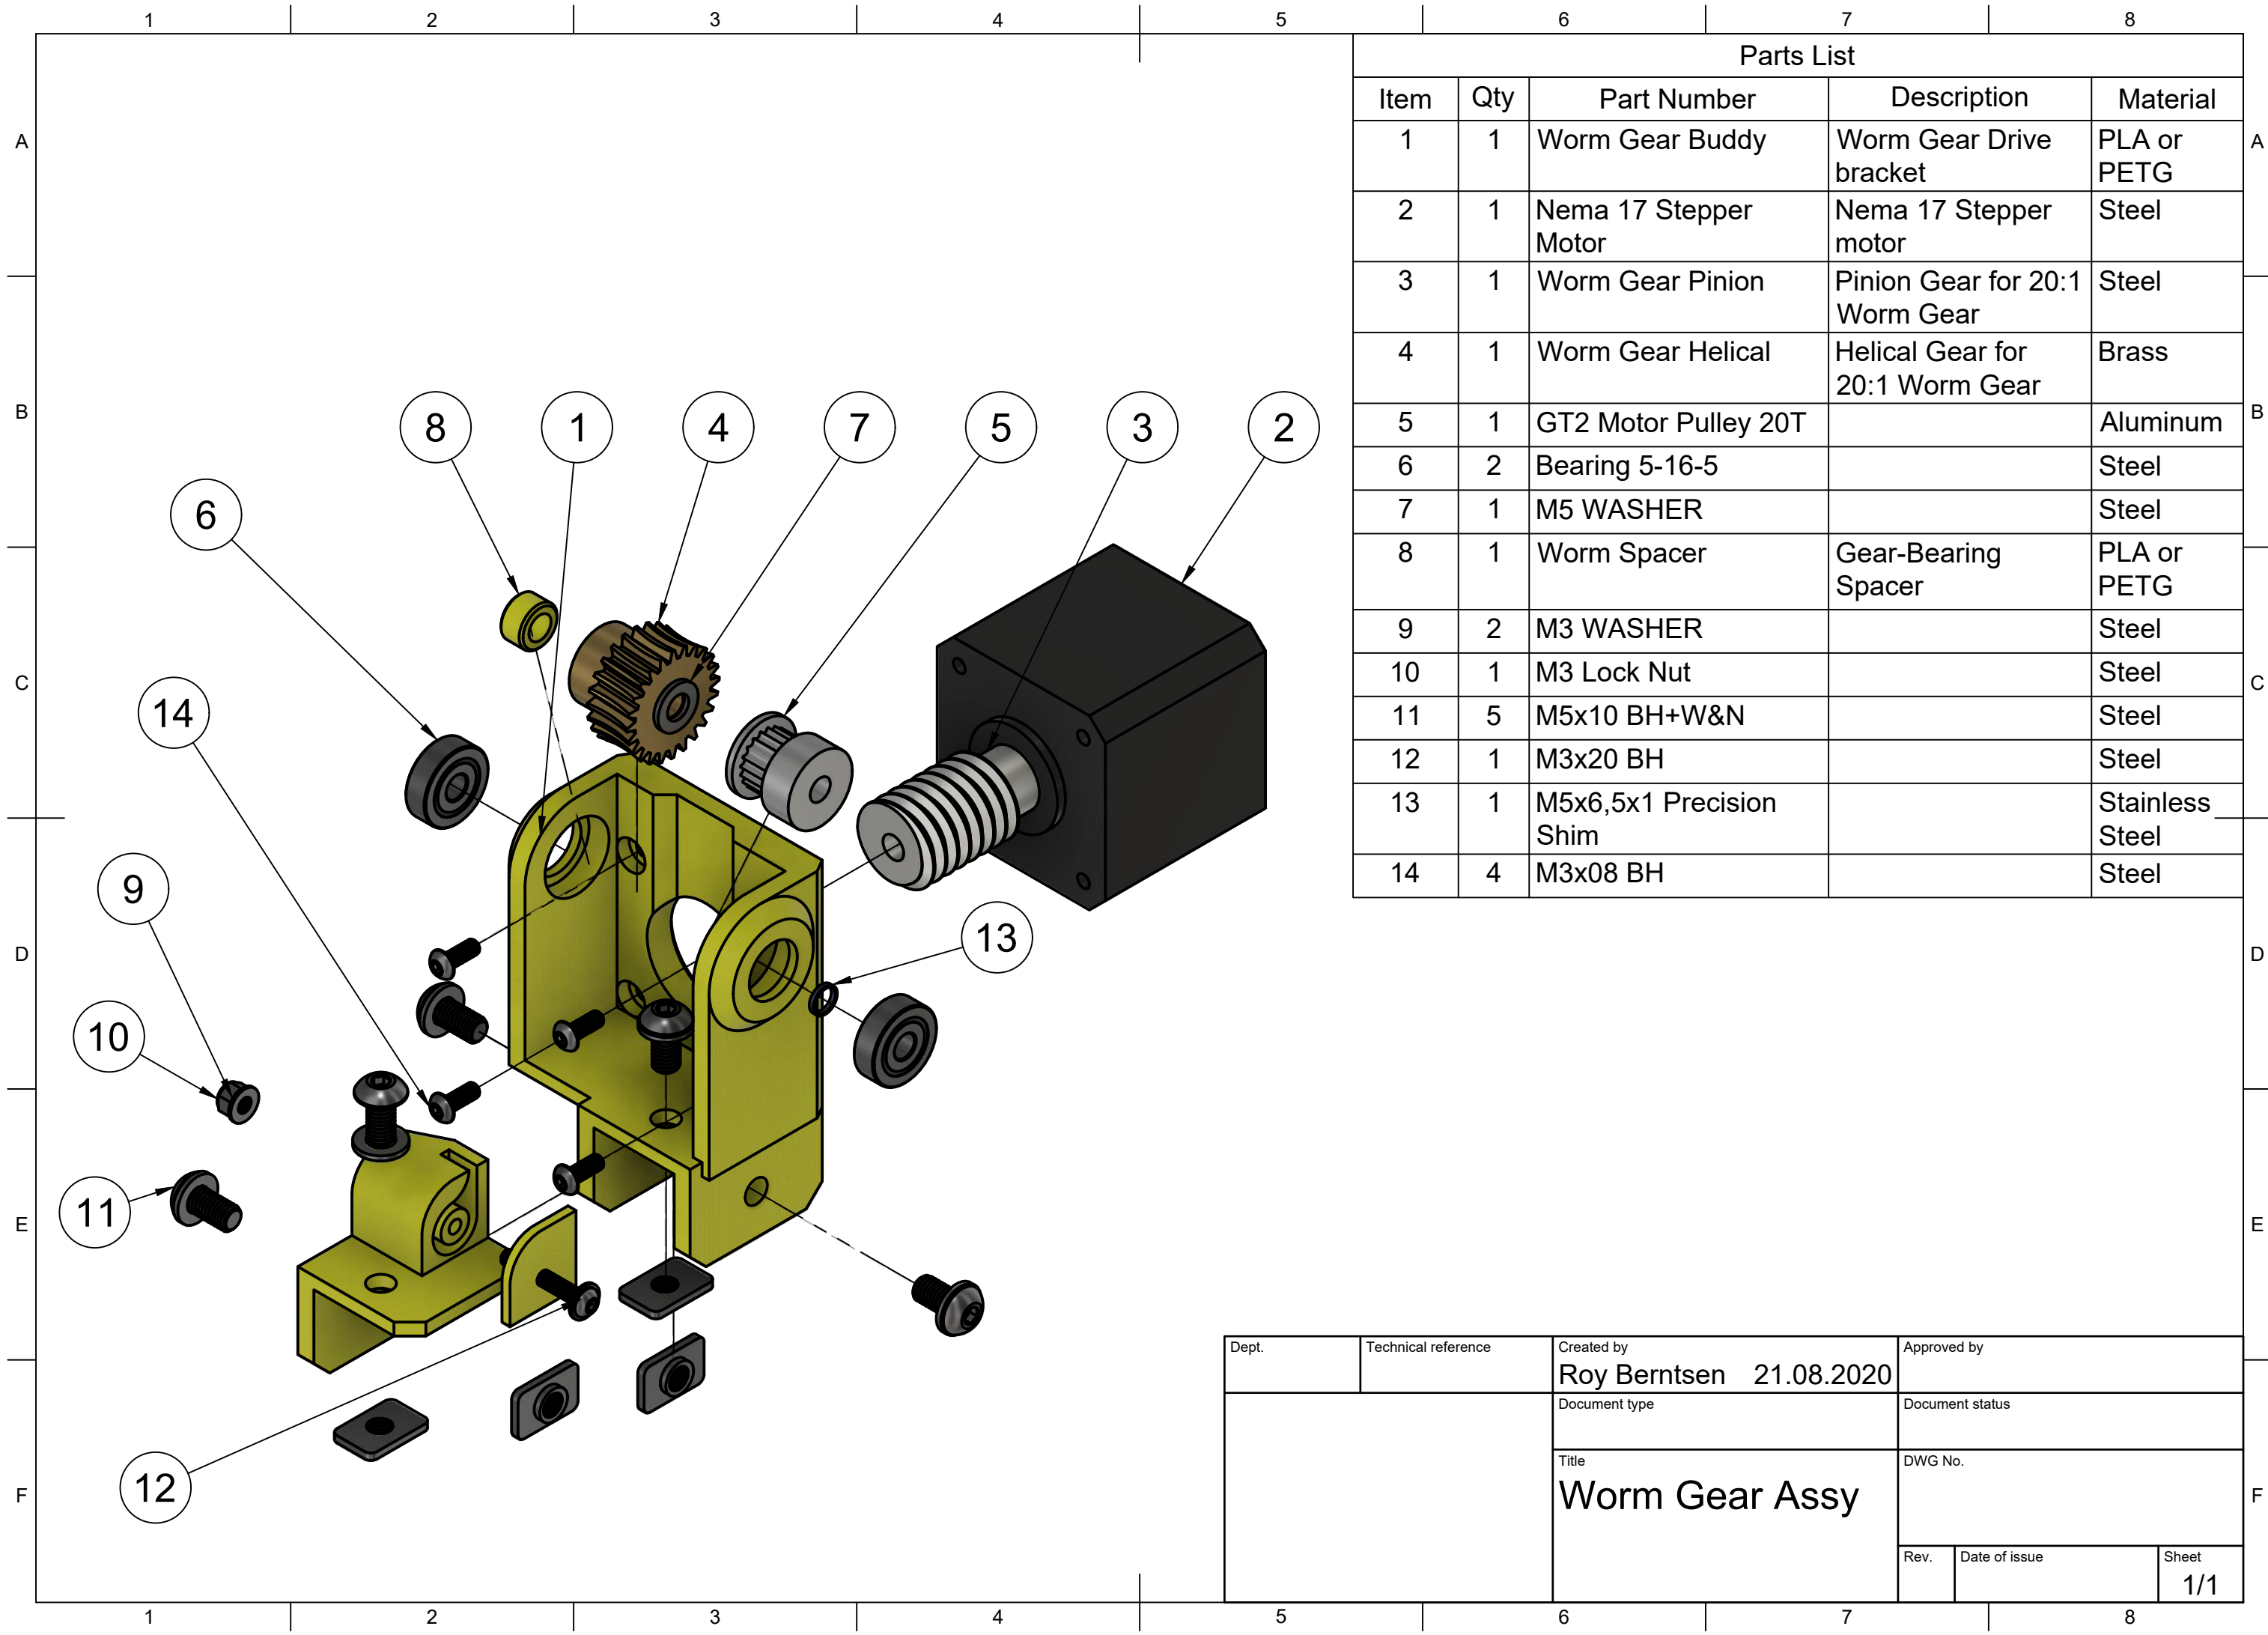 1 2 3 4 5 6 7 8
Parts List
Item Qty Part Number Description Material
1 1 Worm Gear Buddy Worm Gear Drive PLA or
bracket PETG
2 1 Nema 17 Stepper Nema 17 Stepper Steel
Motor motor
3 1 Worm Gear Pinion Pinion Gear for 20:1 Steel
Worm Gear
4 1 Worm Gear Helical Helical Gear for Brass
20:1 Worm Gear
5 1 GT2 Motor Pulley 20T Aluminum
6 2 Bearing 5-16-5 Steel
7 1 M5 WASHER Steel
8 1 Worm Spacer Gear-Bearing PLA or
Spacer PETG
9 2 M3 WASHER Steel
10 1 M3 Lock Nut Steel
11 5 M5x10 BH+W&N Steel
12 1 M3x20 BH Steel
13 1 M5x6,5x1 Precision Stainless
Shim Steel
14 4 M3x08 BH Steel
A A
B B
C C
D D
E E
F F
8 1 4 7 5 3 2
6
14
9
13
10
11
12
Dept. Technical reference Created by Approved by
Roy Berntsen 21.08.2020
Document type Document status
Title DWG No.
Worm Gear Assy
Rev. Date of issue Sheet
1/1
1 2 3 4 5 6 7 8